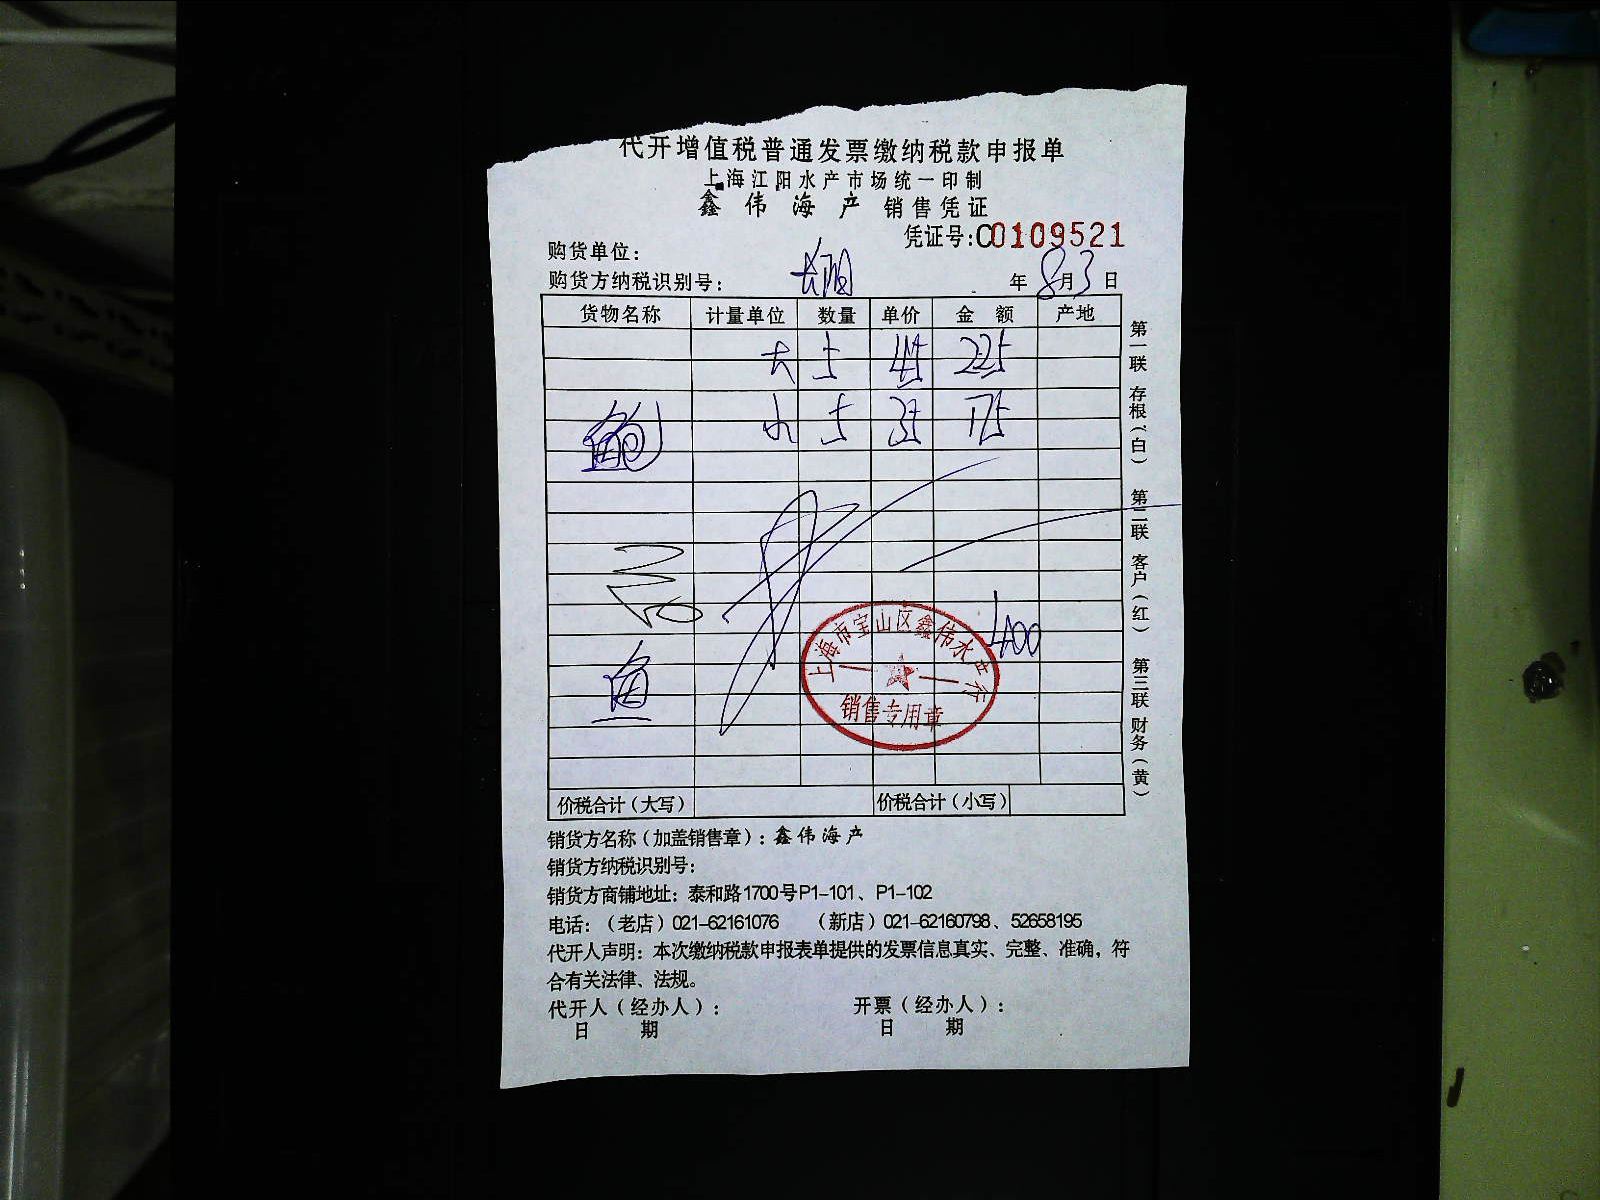 代开增值税普通发票缴纳税款申报单
上海江阳水产市场统一印制
鑫伟海产 销售凭证
凭证号:C0109521
购货单位:
购货方纳税识别号: 年 8月3日
货物名称 计量单位 数量 单价 金额 产地
大 5 45 225
鲍 小 5 35 175
鱼 400
价税合计(大写) 价税合计(小写)
上海市宝山区鑫伟水产行
销售专用章
第一联 存根(白) 第二联 客户(红) 第三联 财务(黄)
销货方名称(加盖销售章):鑫伟海产
销货方纳税识别号:
销货方商铺地址:泰和路1700号P1-101、P1-102
电话:(老店)021-62161076 (新店)021-62160798、52658195
代开人声明:本次缴纳税款申报表单提供的发票信息真实、完整、准确,符
合有关法律、法规。
代开人(经办人): 开票(经办人):
日 期 日 期